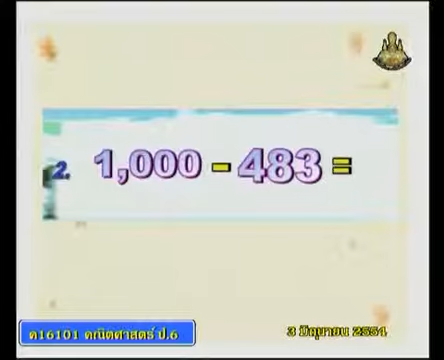 2. 1,000 - 483 =
ค16101 คณิตศาสตร์ ป.6
3 มิถุนายน 2554